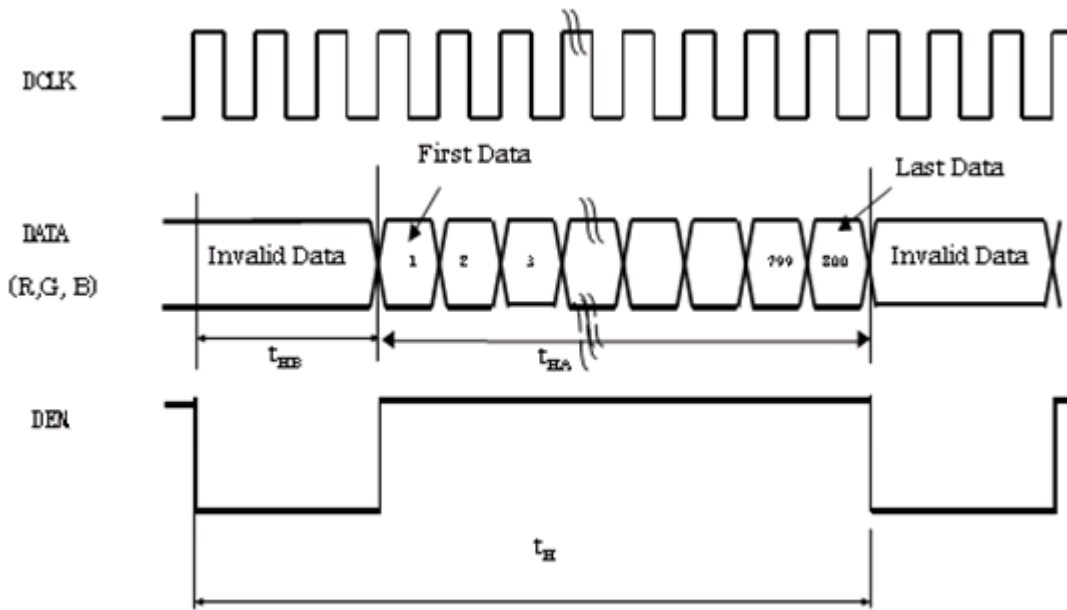 DCLK
First Data
Last Data
DATA
(R,G, B)
Invalid Data
1
2
3
799
800
Invalid Data
tHB
tHA
DEN
tH